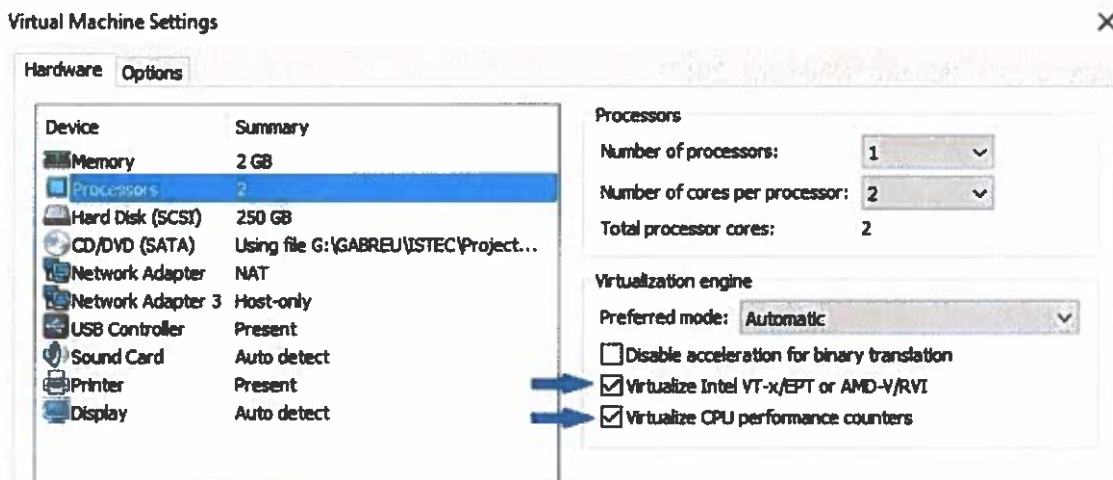 Virtual Machine Settings
Hardware Options
Device Summary
Memory 2 GB
Processors 2
Hard Disk (SCSI) 250 GB
CD/DVD (SATA) Using file G:\GABREU\ISTEC\Project...
Network Adapter NAT
Network Adapter 3 Host-only
USB Controller Present
Sound Card Auto detect
Printer Present
Display Auto detect
Processors
Number of processors: 1
Number of cores per processor: 2
Total processor cores: 2
Virtualization engine
Preferred mode: Automatic
Disable acceleration for binary translation
Virtualize Intel VT-x/EPT or AMD-V/RVI
Virtualize CPU performance counters